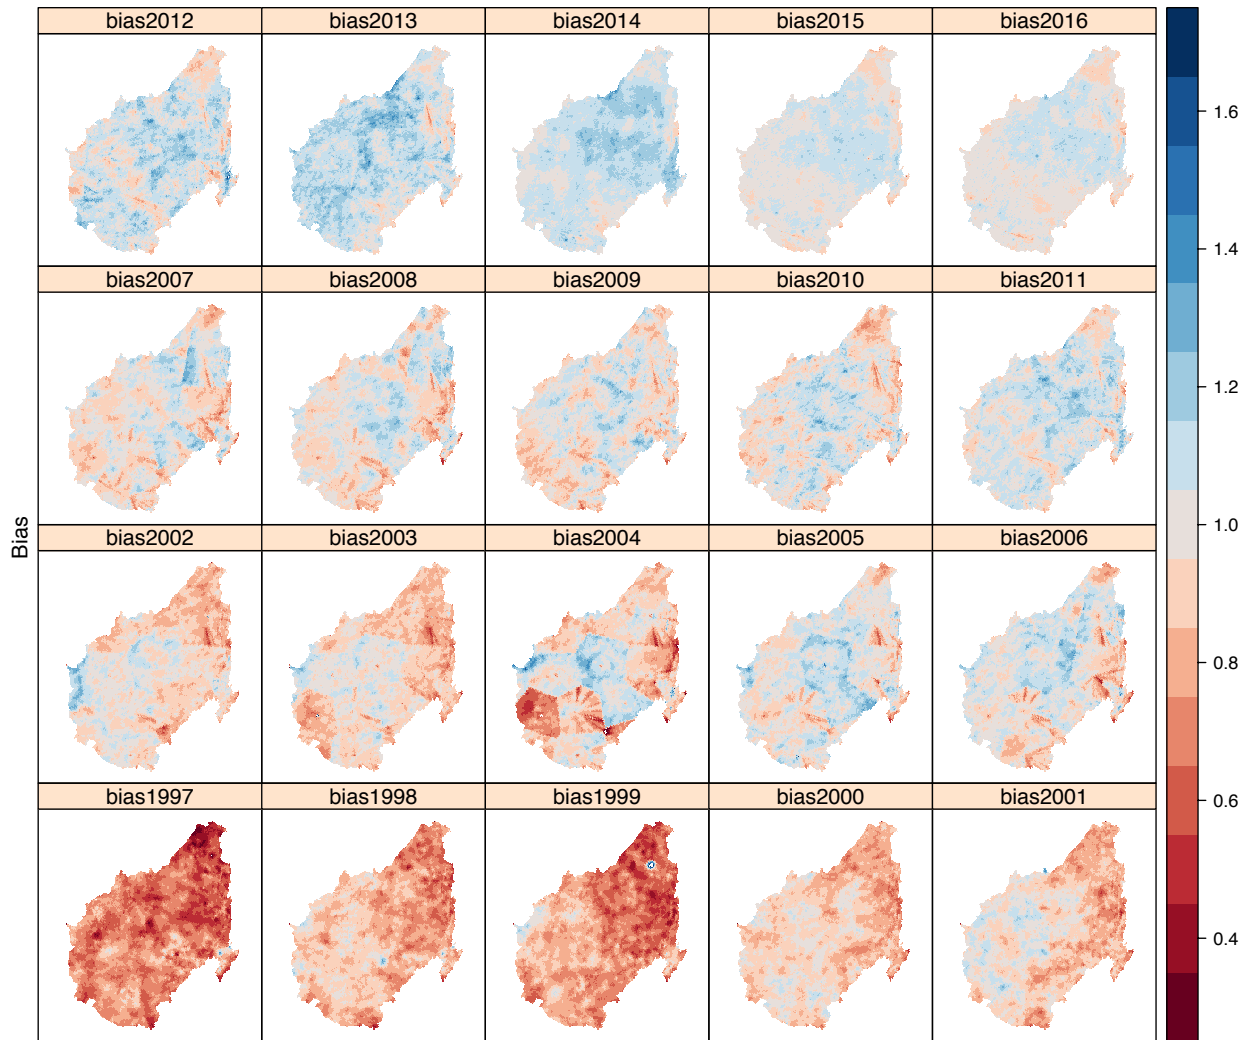 bias2012 bias2013 bias2014 bias2015 bias2016
bias2007 bias2008 bias2009 bias2010 bias2011
bias2002 bias2003 bias2004 bias2005 bias2006
bias1997 bias1998 bias1999 bias2000 bias2001
Bias
1.6
1.4
1.2
1.0
0.8
0.6
0.4